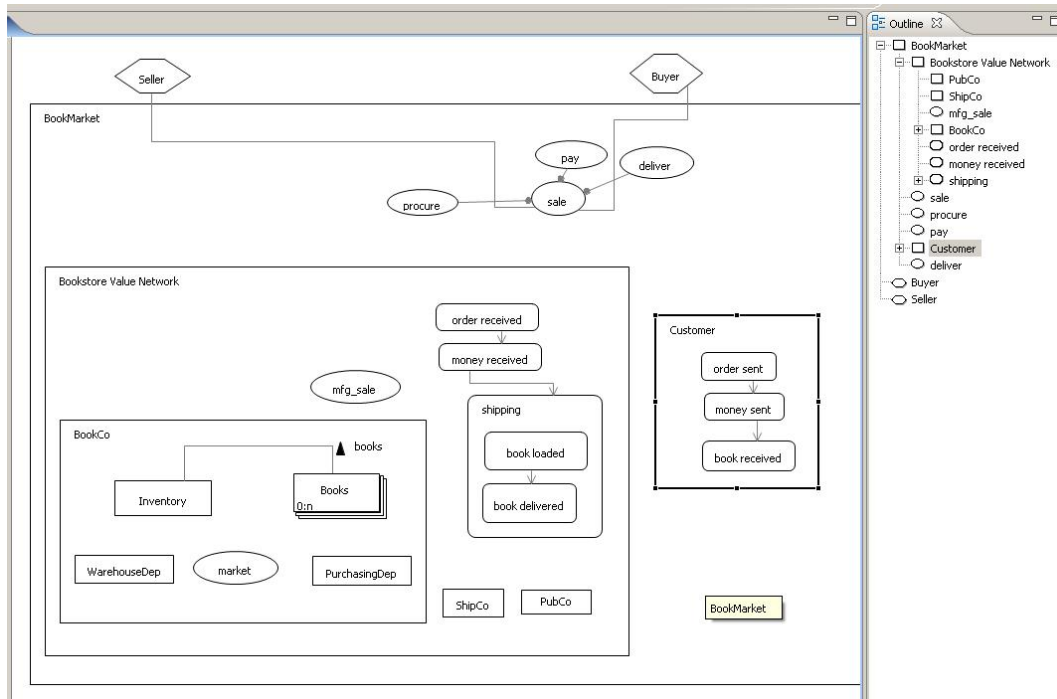 Seller
Buyer
BookMarket
pay
deliver
procure
sale
Bookstore Value Network
order received
money received
mfg_sale
shipping
book loaded
book delivered
BookCo
books
Inventory
Books
0:n
WarehouseDep
market
PurchasingDep
ShipCo
PubCo
Customer
order sent
money sent
book received
BookMarket
Outline
BookMarket
Bookstore Value Network
PubCo
ShipCo
mfg_sale
BookCo
order received
money received
shipping
sale
procure
pay
Customer
deliver
Buyer
Seller